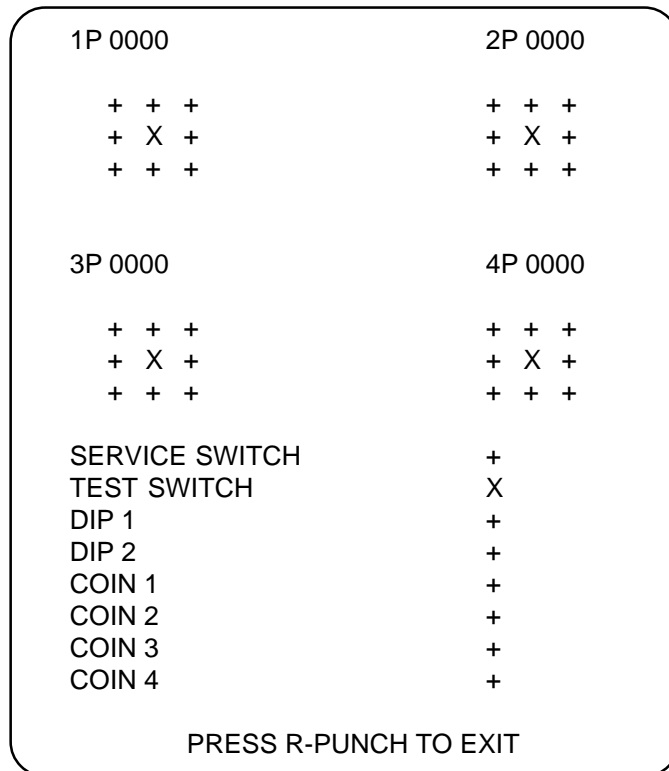 1P 0000 2P 0000
+ + + + + +
+ X + + X +
+ + + + + +
3P 0000 4P 0000
+ + + + + +
+ X + + X +
+ + + + + +
SERVICE SWITCH +
TEST SWITCH X
DIP 1 +
DIP 2 +
COIN 1 +
COIN 2 +
COIN 3 +
COIN 4 +
PRESS R-PUNCH TO EXIT